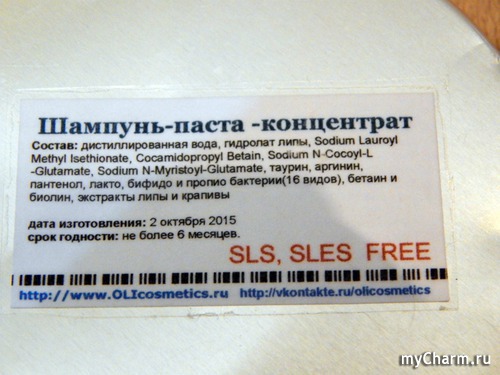 Шампунь-паста -концентрат
Состав: дистиллированная вода, гидролат липы, Sodium Lauroyl
Methyl Isethionate, Cocamidopropyl Betain, Sodium N-Cocoyl-L
-Glutamate, Sodium N-Myristoyl-Glutamate, таурин, аргинин,
пантенол, лакто, бифидо и пропио бактерии(16 видов), бетаин и
биолин, экстракты липы и крапивы
дата изготовления: 2 октября 2015
срок годности: не более 6 месяцев.
SLS, SLES FREE
http://www.OLIcosmetics.ru http://vkontakte.ru/olicosmetics
myCharm.ru